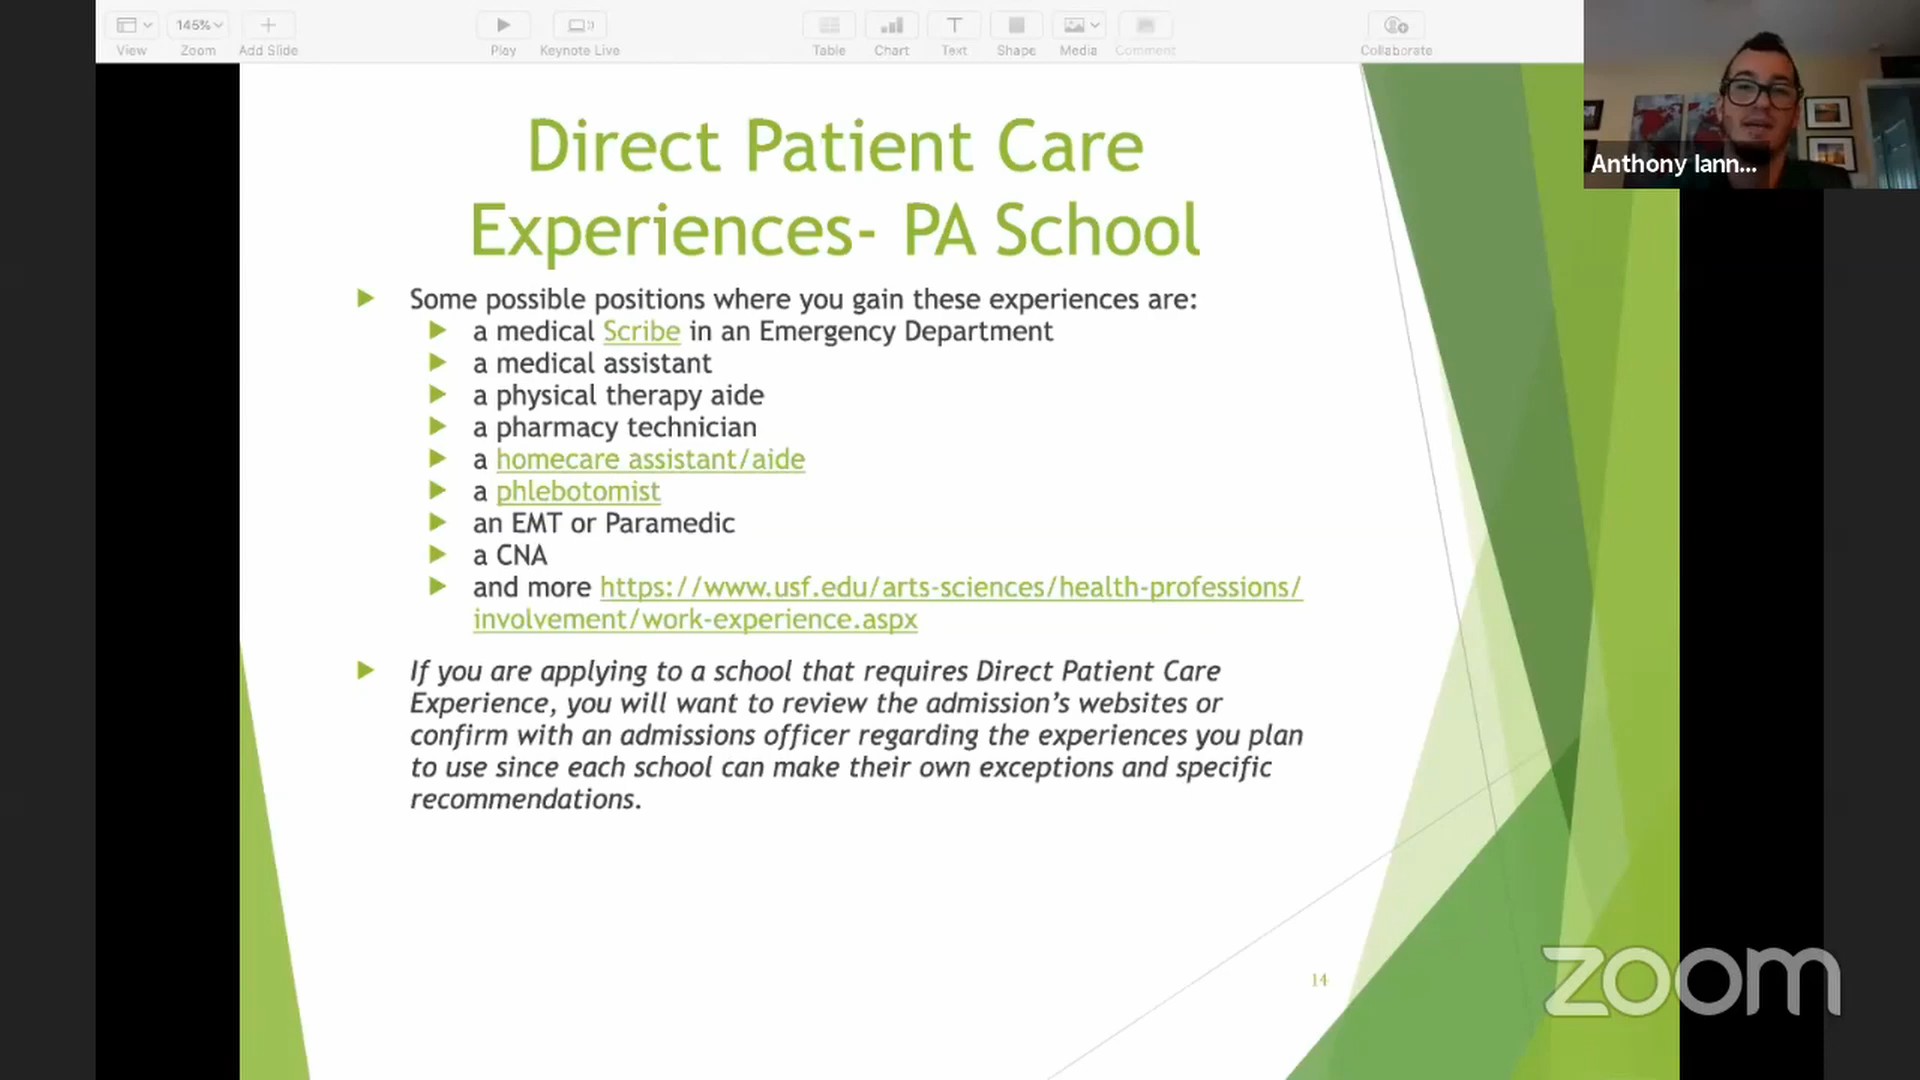 145%
View
Zoom
Add Slide
Play
Keynote Live
Table
Chart
Text
Shape
Media
Comment
Collaborate
Anthony Iann...
Direct Patient Care
Experiences- PA School
Some possible positions where you gain these experiences are:
a medical Scribe in an Emergency Department
a medical assistant
a physical therapy aide
a pharmacy technician
a homecare assistant/aide
a phlebotomist
an EMT or Paramedic
a CNA
and more https://www.usf.edu/arts-sciences/health-professions/
involvement/work-experience.aspx
If you are applying to a school that requires Direct Patient Care
Experience, you will want to review the admission’s websites or
confirm with an admissions officer regarding the experiences you plan
to use since each school can make their own exceptions and specific
recommendations.
14
zoom